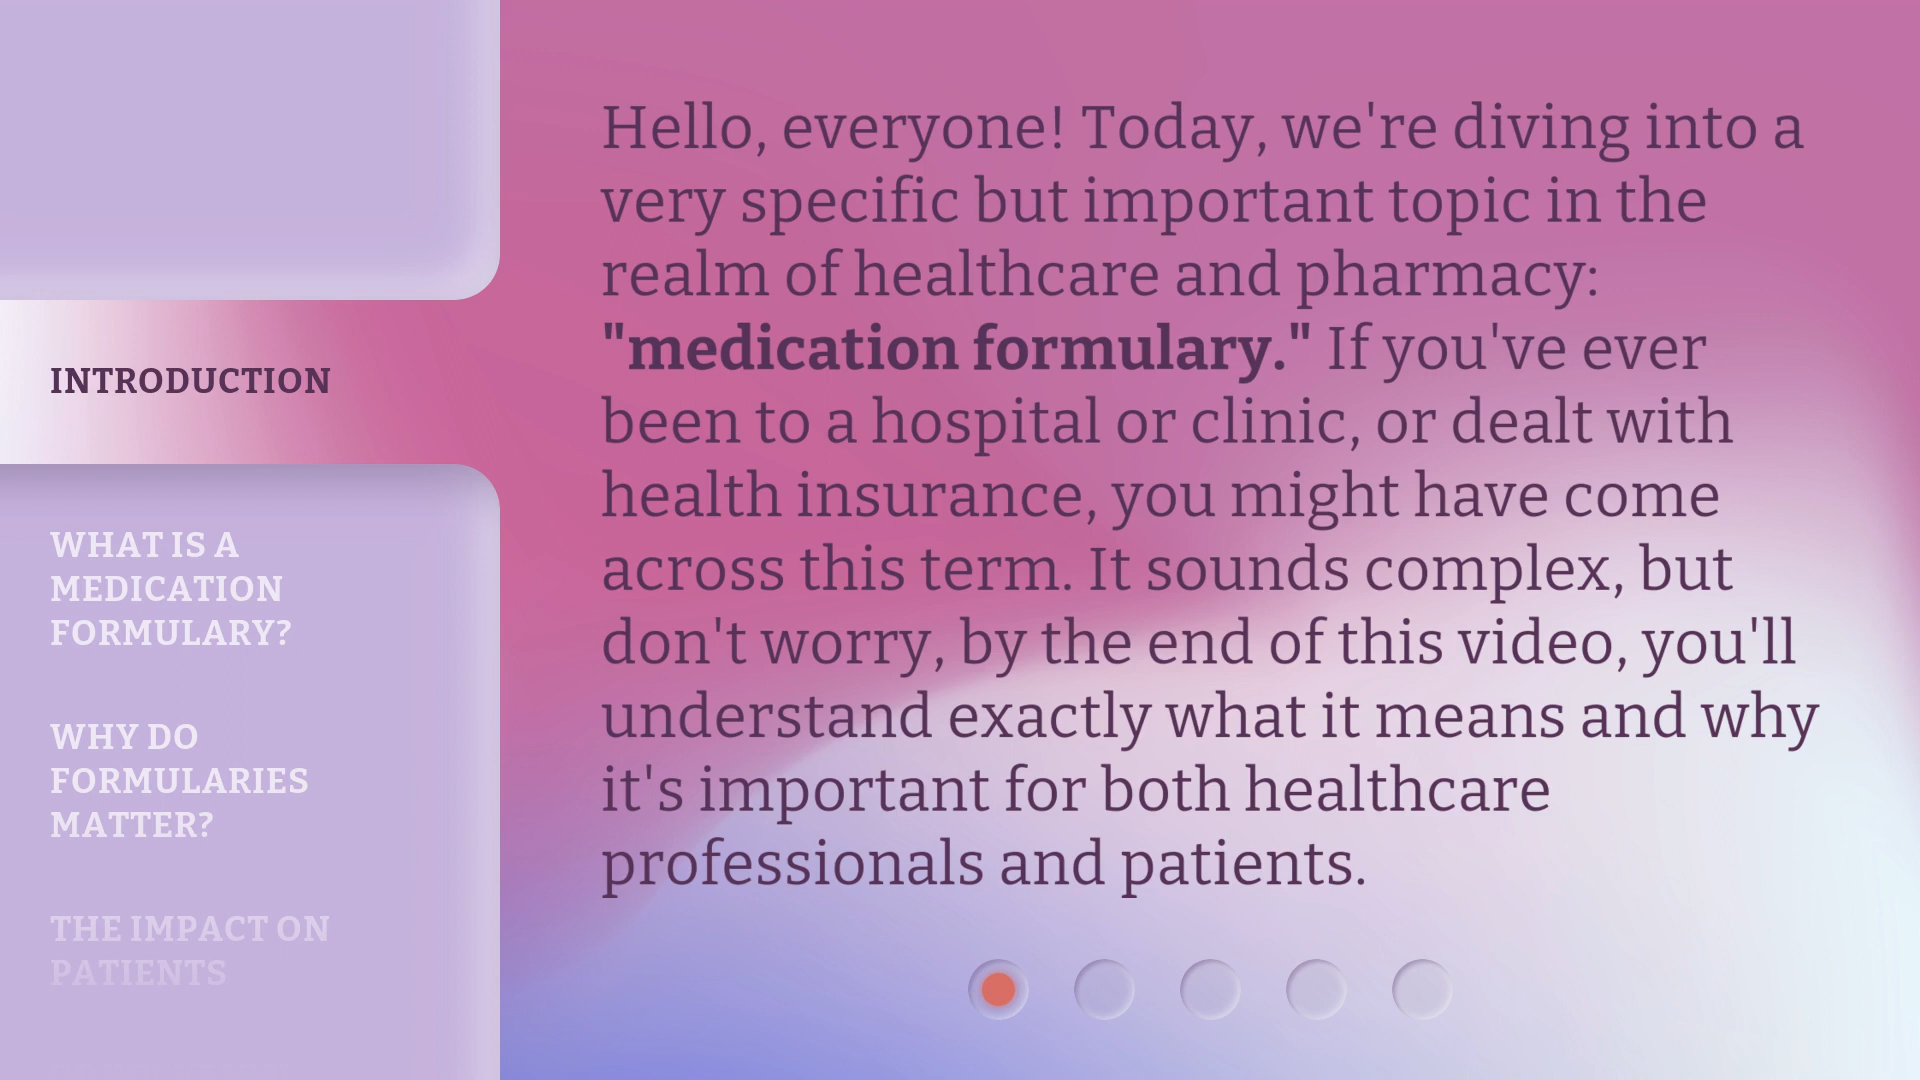 INTRODUCTION
WHAT IS A
MEDICATION
FORMULARY?
WHY DO
FORMULARIES
MATTER?
THE IMPACT ON
PATIENTS
Hello, everyone! Today, we're diving into a
very specific but important topic in the
realm of healthcare and pharmacy:
"medication formulary." If you've ever
been to a hospital or clinic, or dealt with
health insurance, you might have come
across this term. It sounds complex, but
don't worry, by the end of this video, you'll
understand exactly what it means and why
it's important for both healthcare
professionals and patients.